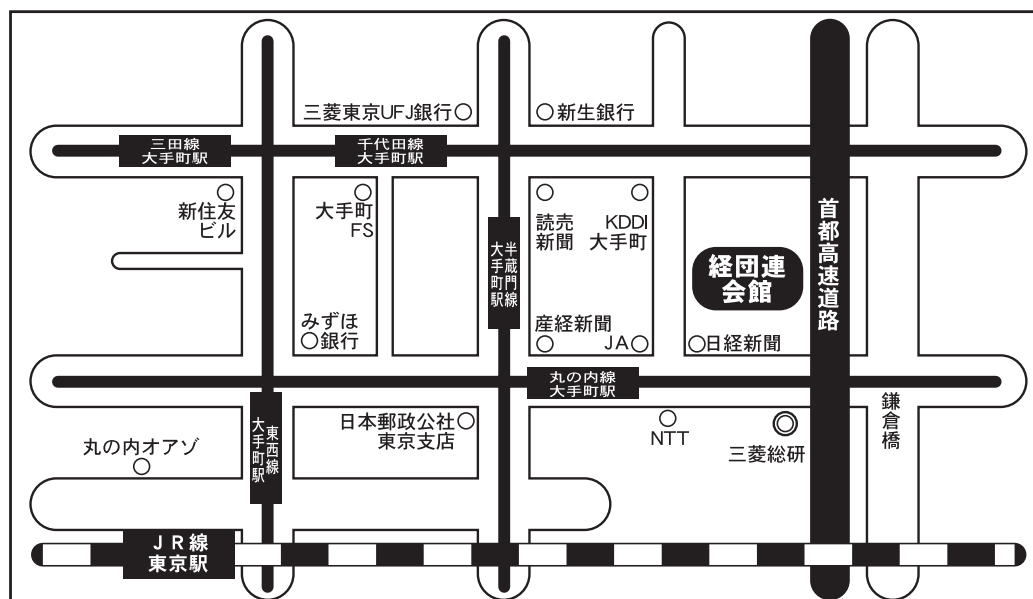 三菱東京UFJ銀行
新生銀行
三田線
大手町駅
千代田線
大手町駅
新住友
ビル
大手町
FS
半蔵門線
大手町駅
読売
新聞
KDDI
大手町
経団連
会館
首都高速道路
みずほ
銀行
産経新聞
JA
日経新聞
丸の内線
大手町駅
鎌倉橋
丸の内オアゾ
東西線
大手町駅
日本郵政公社
東京支店
NTT
三菱総研
JR線
東京駅